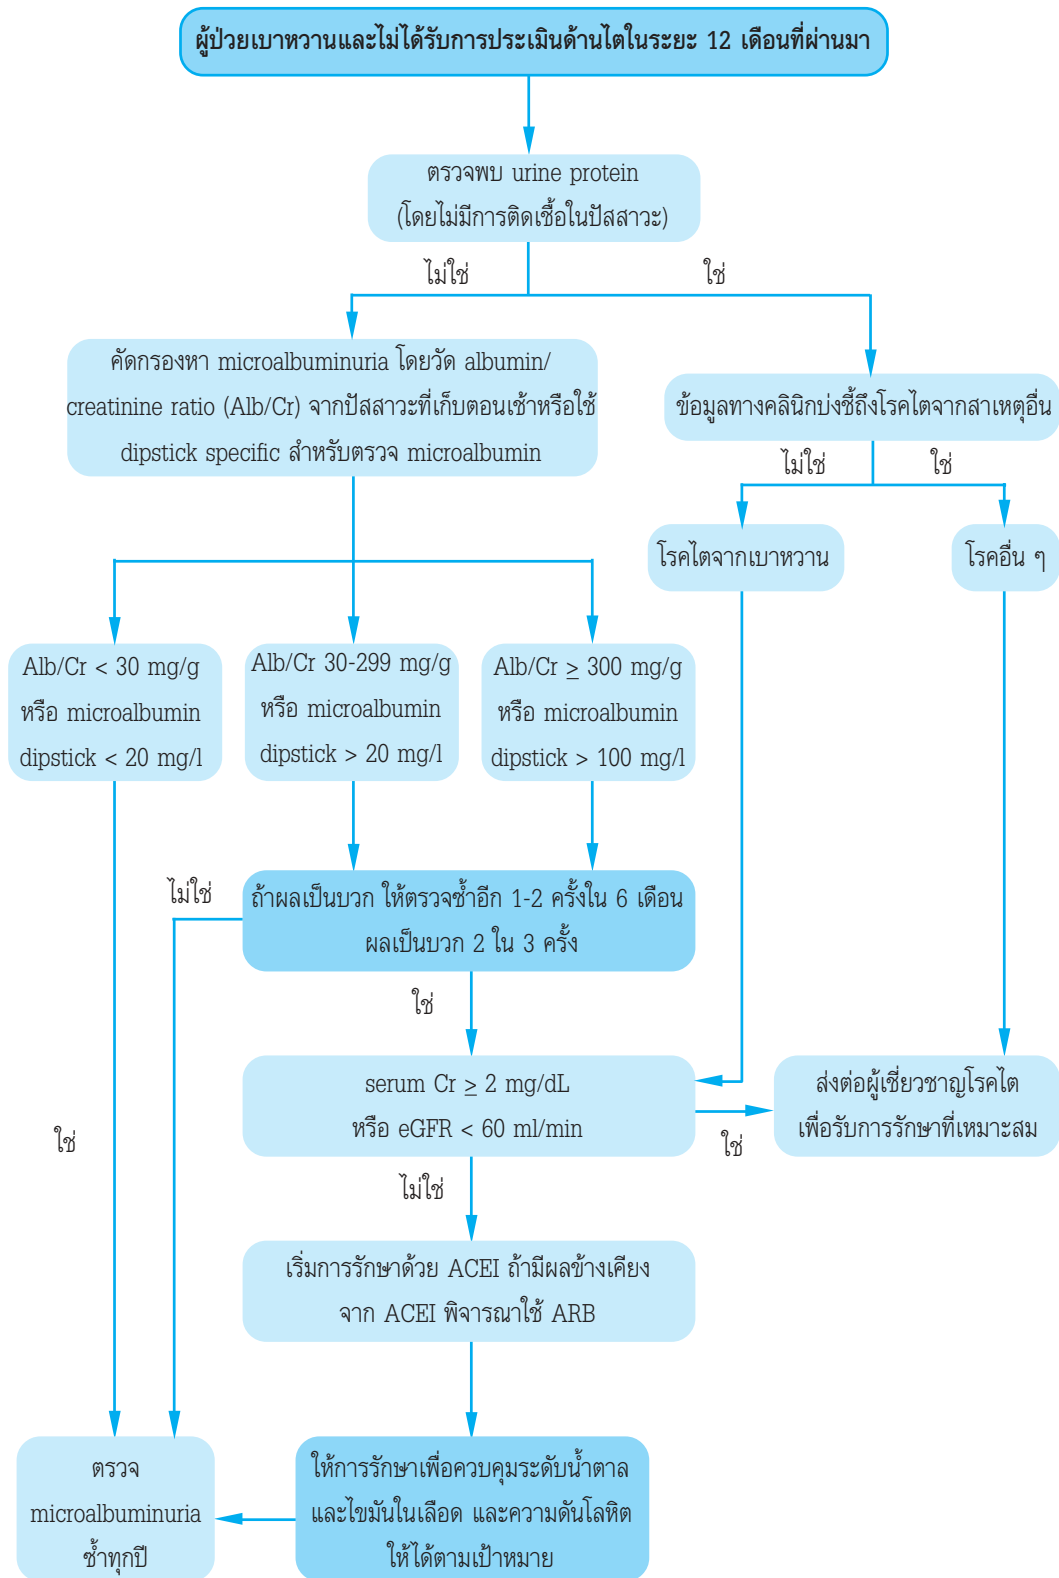 ผู้ป่วยเบาหวานและไม่ได้รับการประเมินด้านไตในระยะ 12 เดือนที่ผ่านมา
ตรวจพบ urine protein
(โดยไม่มีการติดเชื้อในปัสสาวะ)
ไม่ใช่
ใช่
คัดกรองหา microalbuminuria โดยวัด albumin/
creatinine ratio (Alb/Cr) จากปัสสาวะที่เก็บตอนเช้าหรือใช้
dipstick specific สำหรับตรวจ microalbumin
ข้อมูลทางคลินิกบ่งชี้ถึงโรคไตจากสาเหตุอื่น
ไม่ใช่
ใช่
โรคไตจากเบาหวาน
โรคอื่น ๆ
Alb/Cr < 30 mg/g
หรือ microalbumin
dipstick < 20 mg/l
Alb/Cr 30-299 mg/g
หรือ microalbumin
dipstick > 20 mg/l
Alb/Cr ≥ 300 mg/g
หรือ microalbumin
dipstick > 100 mg/l
ไม่ใช่
ถ้าผลเป็นบวก ให้ตรวจซ้ำอีก 1-2 ครั้งใน 6 เดือน
ผลเป็นบวก 2 ใน 3 ครั้ง
ใช่
serum Cr ≥ 2 mg/dL
หรือ eGFR < 60 ml/min
ส่งต่อผู้เชี่ยวชาญโรคไต
เพื่อรับการรักษาที่เหมาะสม
ใช่
ใช่
ไม่ใช่
เริ่มการรักษาด้วย ACEI ถ้ามีผลข้างเคียง
จาก ACEI พิจารณาใช้ ARB
ตรวจ
microalbuminuria
ซ้ำทุกปี
ให้การรักษาเพื่อควบคุมระดับน้ำตาล
และไขมันในเลือด และความดันโลหิต
ให้ได้ตามเป้าหมาย